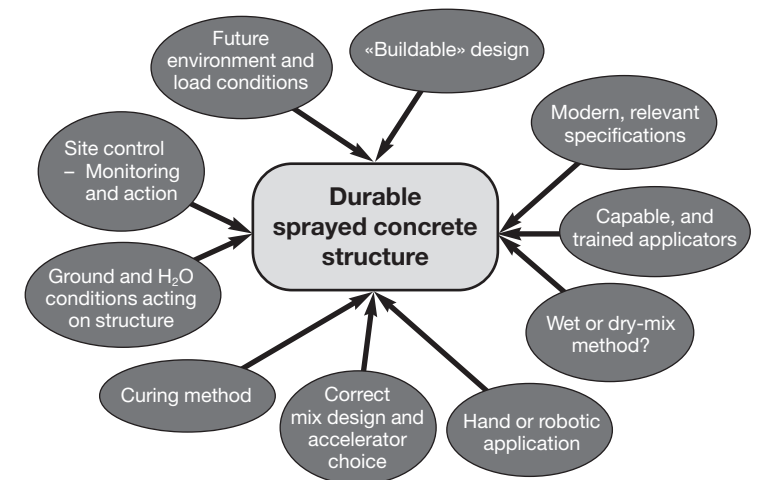 Future
environment and
load conditions
«Buildable» design
Modern, relevant
specifications
Site control
– Monitoring
and action
Durable
sprayed concrete
structure
Capable, and
trained applicators
Ground and H₂O
conditions acting
on structure
Wet or dry-mix
method?
Curing method
Correct
mix design and
accelerator
choice
Hand or robotic
application